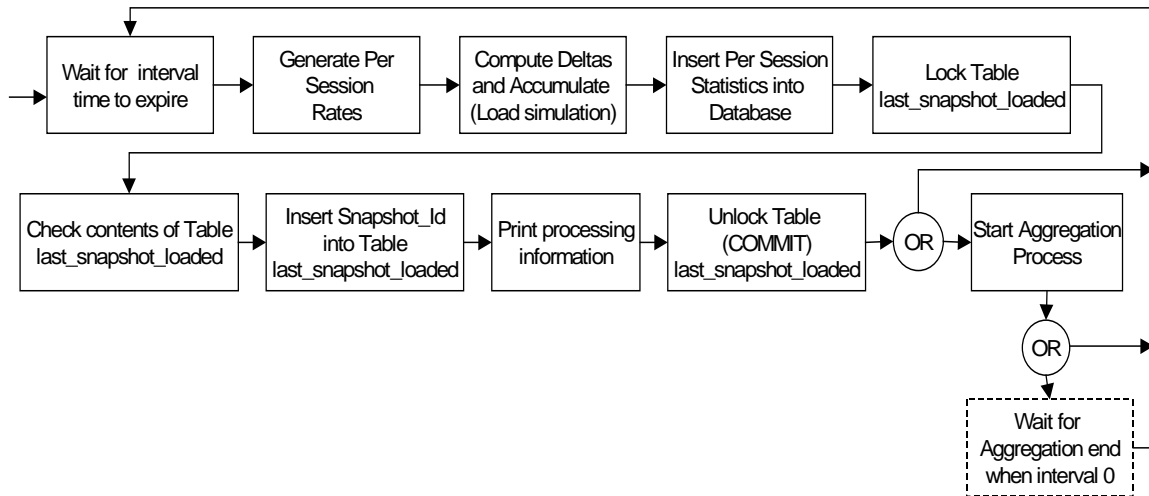 Wait for interval
time to expire
Generate Per
Session
Rates
Compute Deltas
and Accumulate
(Load simulation)
Insert Per Session
Statistics into
Database
Lock Table
last_snapshot_loaded
Check contents of Table
last_snapshot_loaded
Insert Snapshot_Id
into Table
last_snapshot_loaded
Print processing
information
Unlock Table
(COMMIT)
last_snapshot_loaded
OR
Start Aggregation
Process
OR
Wait for
Aggregation end
when interval 0